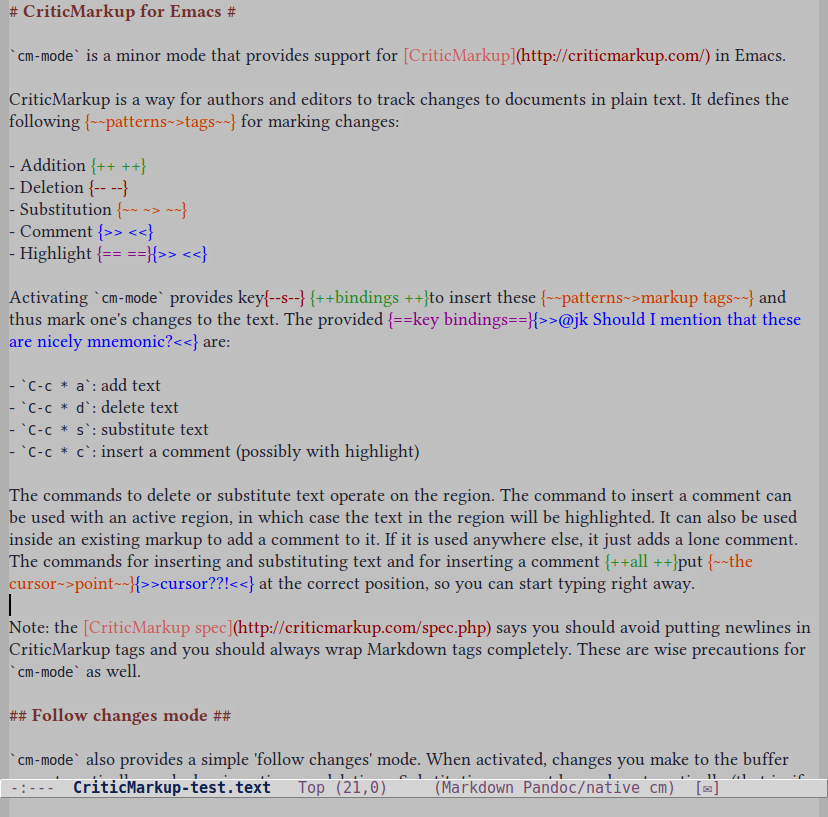 # CriticMarkup for Emacs #
`cm-mode` is a minor mode that provides support for [CriticMarkup](http://criticmarkup.com/) in Emacs.
CriticMarkup is a way for authors and editors to track changes to documents in plain text. It defines the
following {~~patterns~>tags~~} for marking changes:
- Addition {++ ++}
- Deletion {-- --}
- Substitution {~~ ~> ~~}
- Comment {>> <<}
- Highlight {== ==}{>> <<}
Activating `cm-mode` provides key{--s--} {++bindings ++}to insert these {~~patterns~>markup tags~~} and
thus mark one's changes to the text. The provided {==key bindings==}{>>@jk Should I mention that these
are nicely mnemonic?<<} are:
- `C-c * a`: add text
- `C-c * d`: delete text
- `C-c * s`: substitute text
- `C-c * c`: insert a comment (possibly with highlight)
The commands to delete or substitute text operate on the region. The command to insert a comment can
be used with an active region, in which case the text in the region will be highlighted. It can also be used
inside an existing markup to add a comment to it. If it is used anywhere else, it just adds a lone comment.
The commands for inserting and substituting text and for inserting a comment {++all ++}put {~~the
cursor~>point~~}{>>cursor??!<<} at the correct position, so you can start typing right away.
Note: the [CriticMarkup spec](http://criticmarkup.com/spec.php) says you should avoid putting newlines in
CriticMarkup tags and you should always wrap Markdown tags completely. These are wise precautions for
`cm-mode` as well.
## Follow changes mode ##
`cm-mode` also provides a simple 'follow changes' mode. When activated, changes you make to the buffer
-:--- CriticMarkup-test.text Top (21,0) (Markdown Pandoc/native cm) [✉]